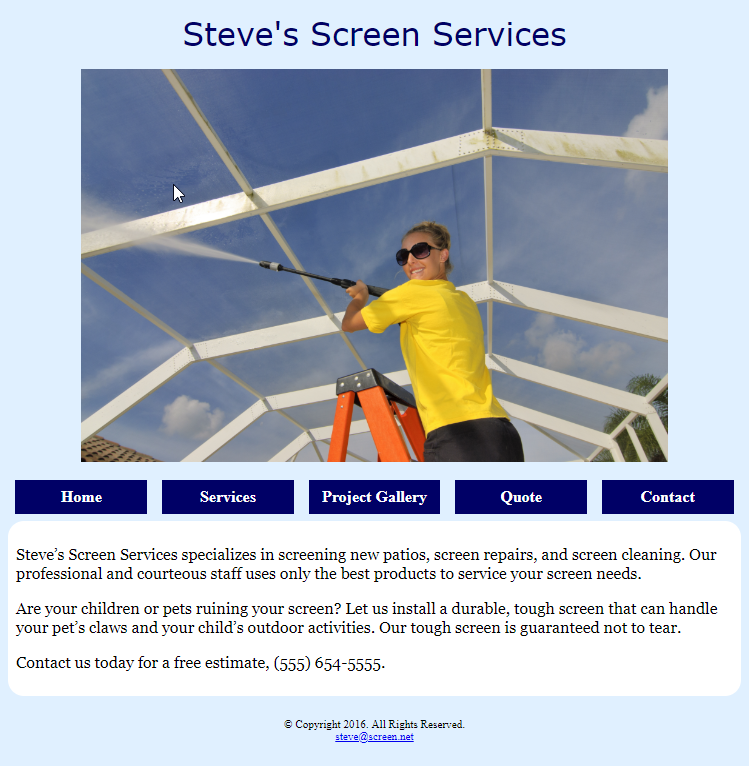 Steve's Screen Services
Home Services Project Gallery Quote Contact
Steve’s Screen Services specializes in screening new patios, screen repairs, and screen cleaning. Our
professional and courteous staff uses only the best products to service your screen needs.
Are your children or pets ruining your screen? Let us install a durable, tough screen that can handle
your pet’s claws and your child’s outdoor activities. Our tough screen is guaranteed not to tear.
Contact us today for a free estimate, (555) 654-5555.
© Copyright 2016. All Rights Reserved.
steve@screen.net